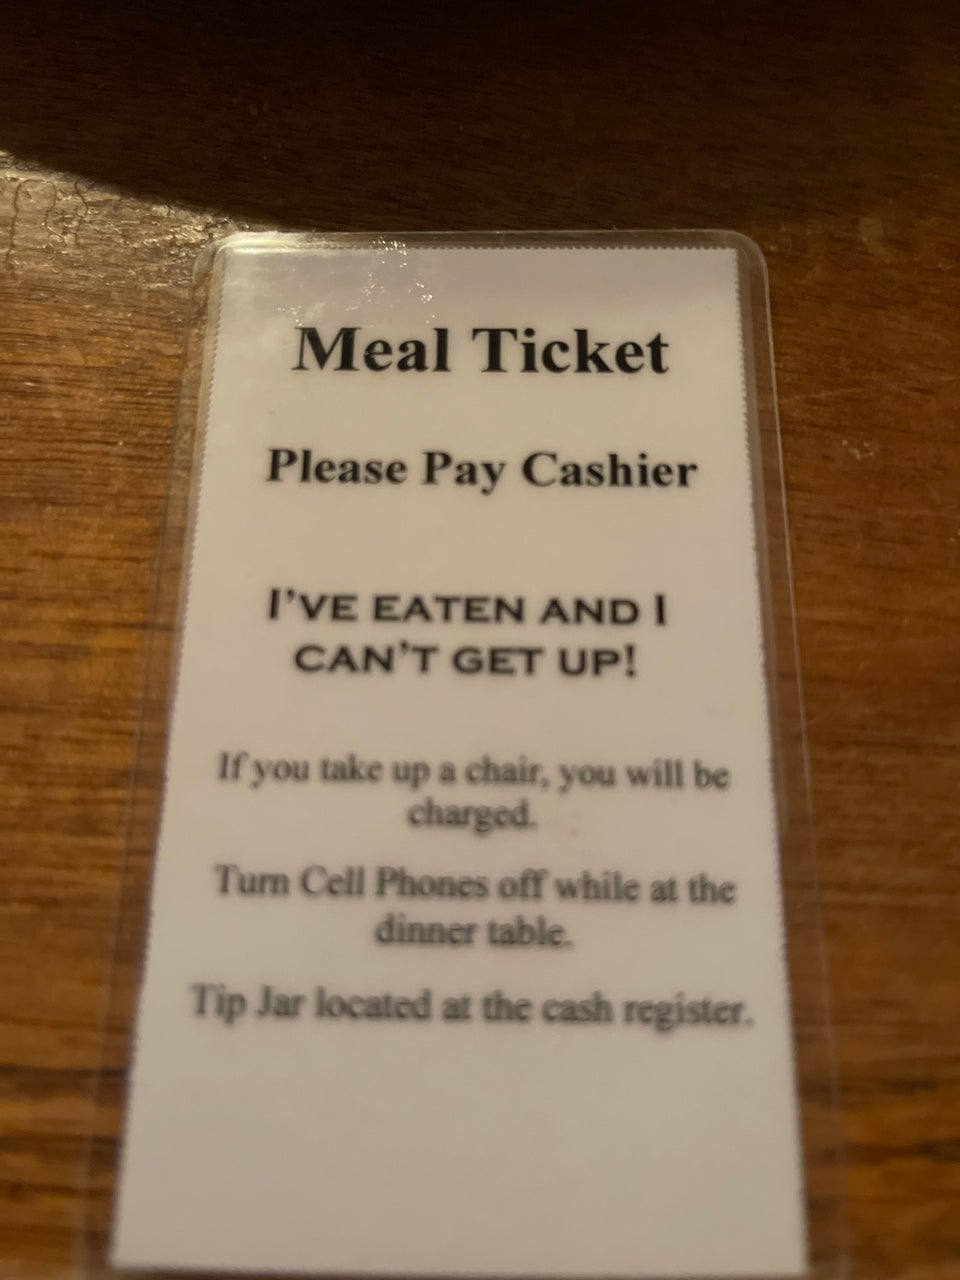 Meal Ticket
Please Pay Cashier
I'VE EATEN AND I
CAN'T GET UP!
If you take up a chair, you will be
charged.
Turn Cell Phones off while at the
dinner table.
Tip Jar located at the cash register.